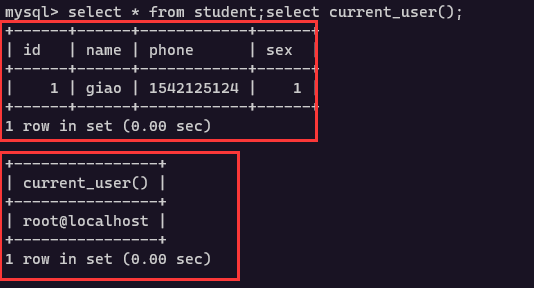 mysql> select * from student;select current_user();
+------+------+------------+------+
| id   | name | phone      | sex  |
+------+------+------------+------+
|    1 | giao | 1542125124 |    1 |
+------+------+------------+------+
1 row in set (0.00 sec)
+----------------+
| current_user() |
+----------------+
| root@localhost |
+----------------+
1 row in set (0.00 sec)